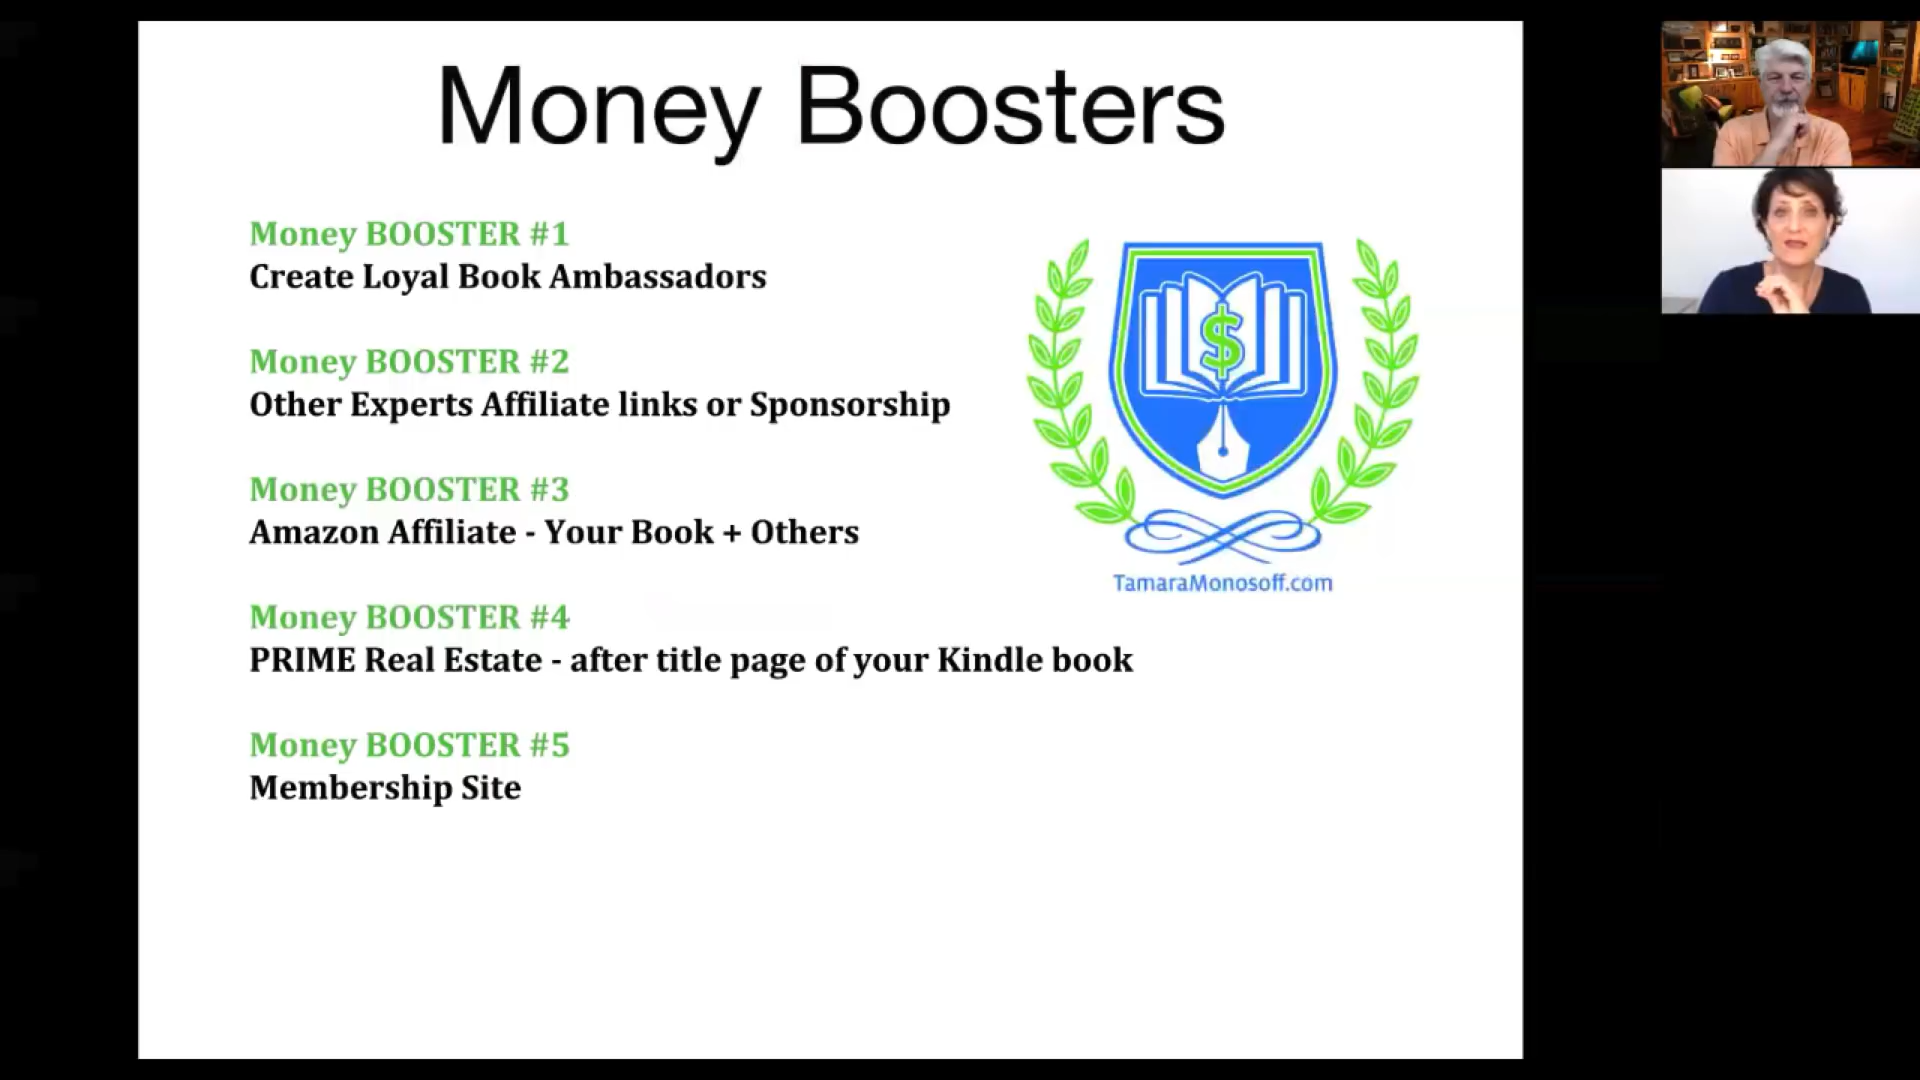 Money Boosters
Money BOOSTER #1
Create Loyal Book Ambassadors
Money BOOSTER #2
Other Experts Affiliate links or Sponsorship
Money BOOSTER #3
Amazon Affiliate - Your Book + Others
Money BOOSTER #4
PRIME Real Estate - after title page of your Kindle book
Money BOOSTER #5
Membership Site
$
TamaraMonosoff.com